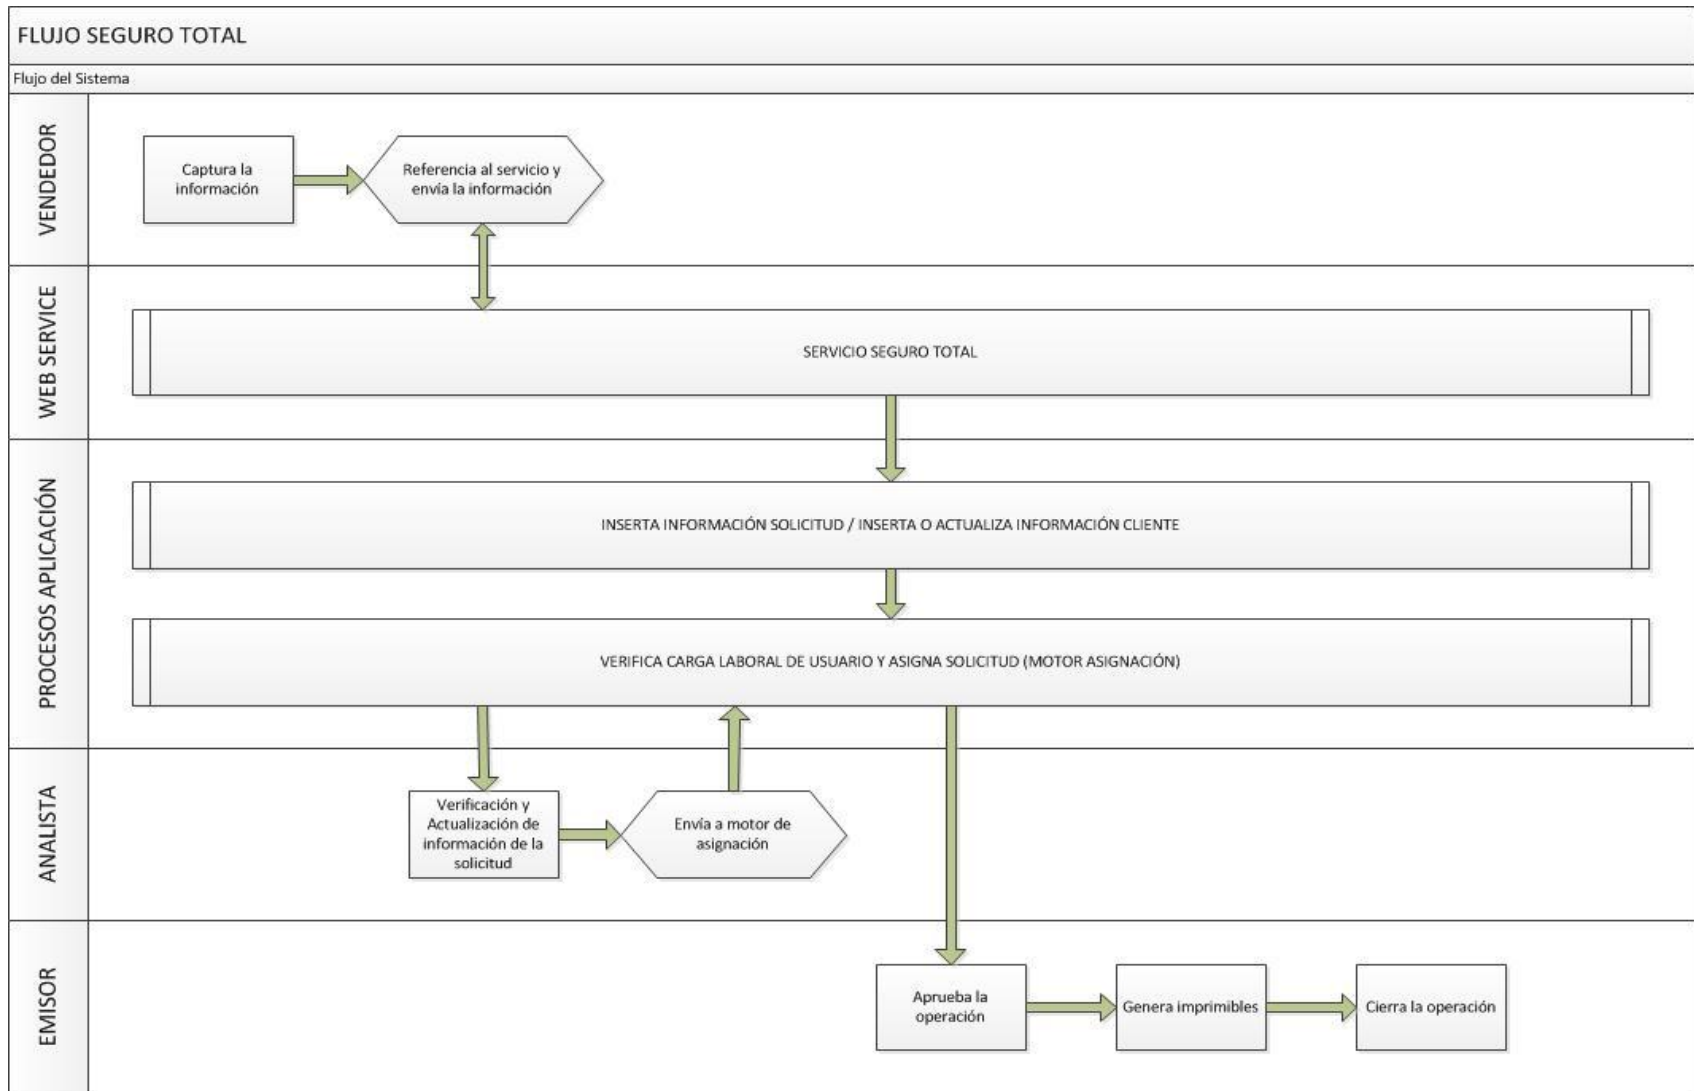 FLUJO SEGURO TOTAL
Flujo del Sistema
VENDEDOR
Captura la
información
Referencia al servicio y
envía la información
WEB SERVICE
SERVICIO SEGURO TOTAL
PROCESOS APLICACIÓN
INSERTA INFORMACIÓN SOLICITUD / INSERTA O ACTUALIZA INFORMACIÓN CLIENTE
VERIFICA CARGA LABORAL DE USUARIO Y ASIGNA SOLICITUD (MOTOR ASIGNACIÓN)
ANALISTA
Verificación y
Actualización de
información de la
solicitud
Envía a motor de
asignación
EMISOR
Aprueba la
operación
Genera imprimibles
Cierra la operación